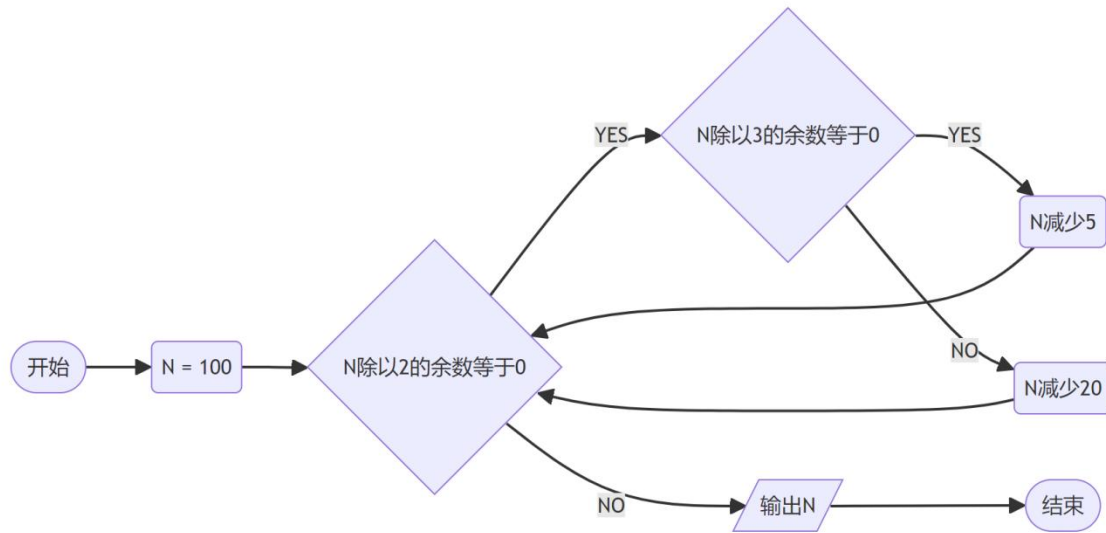 开始
N = 100
N除以2的余数等于0
YES
N除以3的余数等于0
YES
N减少5
NO
N减少20
NO
输出N
结束